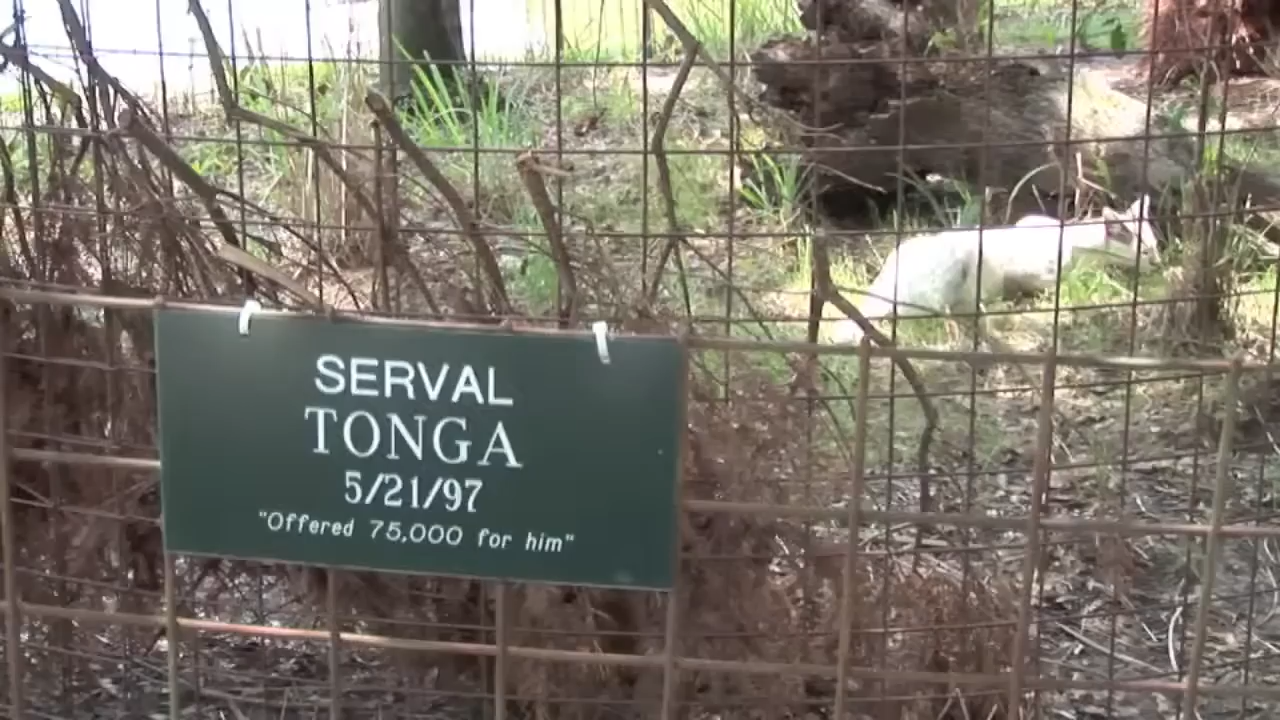 SERVAL
TONGA
5/21/97
"Offered 75,000 for him"